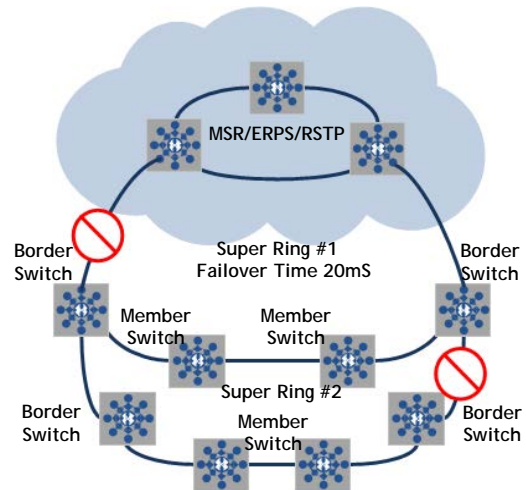 MSR/ERPS/RSTP
Super Ring #1
Failover Time 20mS
Border
Switch
Border
Switch
Member
Switch
Member
Switch
Super Ring #2
Border
Switch
Member
Switch
Border
Switch